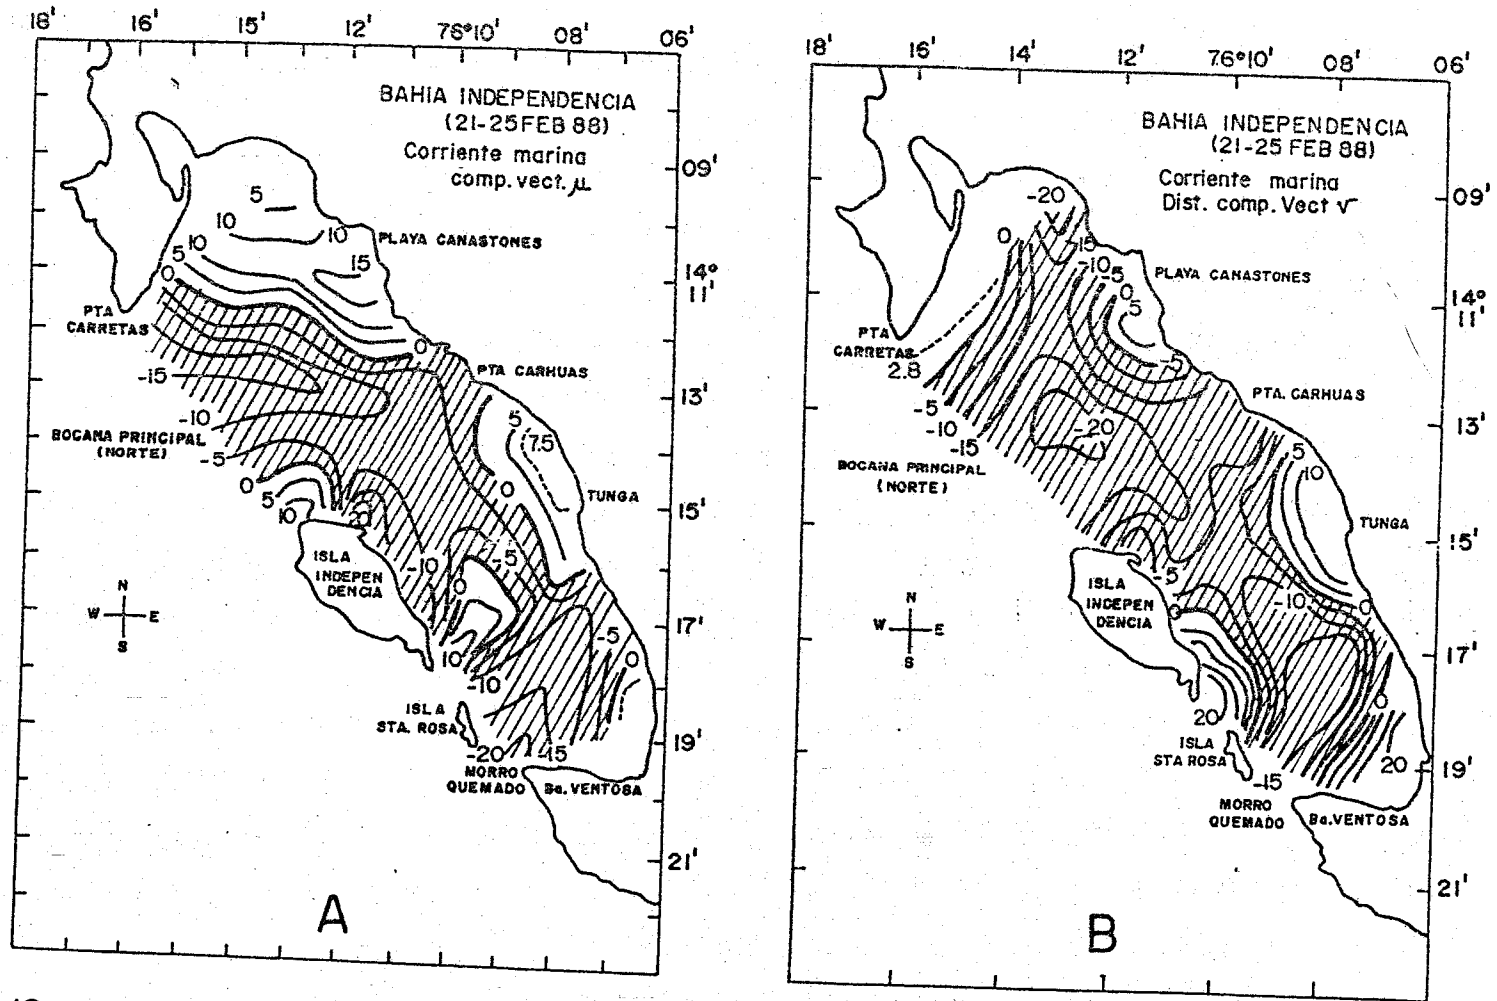 18'
16'
15'
12'
76°10'
08'
06'
BAHIA INDEPENDENCIA
(21-25 FEB 88)
Corriente marina
comp. vect. µ
09'
5
10
10
PLAYA CANASTONES
10
5
15
0
14°
11'
PTA
CARRETAS
0
PTA CARHUAS
-15
13'
-10
5
7.5
BOCANA PRINCIPAL
(NORTE)
-5
0
5
10
20
0
TUNGA
15'
ISLA
INDEPEN
DENCIA
-10
-5
0
N
W E
S
17'
-5
10
0
-10
ISLA
STA. ROSA
-20
-15
19'
MORRO
QUEMADO
Ba. VENTOSA
21'
A
18'
16'
14'
12'
76°10'
08'
06'
BAHIA INDEPENDENCIA
(21-25 FEB 88)
Corriente marina
Dist. comp. Vect v
09'
-20
0
-15
-10
-5
0
5
PLAYA CANASTONES
14°
11'
PTA
CARRETAS
2.8
-5
-10
-15
PTA. CARHUAS
13'
-20
5
10
BOCANA PRINCIPAL
(NORTE)
TUNGA
15'
-5
ISLA
INDEPEN
DENCIA
-10
0
0
N
W E
S
17'
0
20
ISLA
STA ROSA
20
19'
-15
MORRO
QUEMADO
Ba. VENTOSA
21'
B